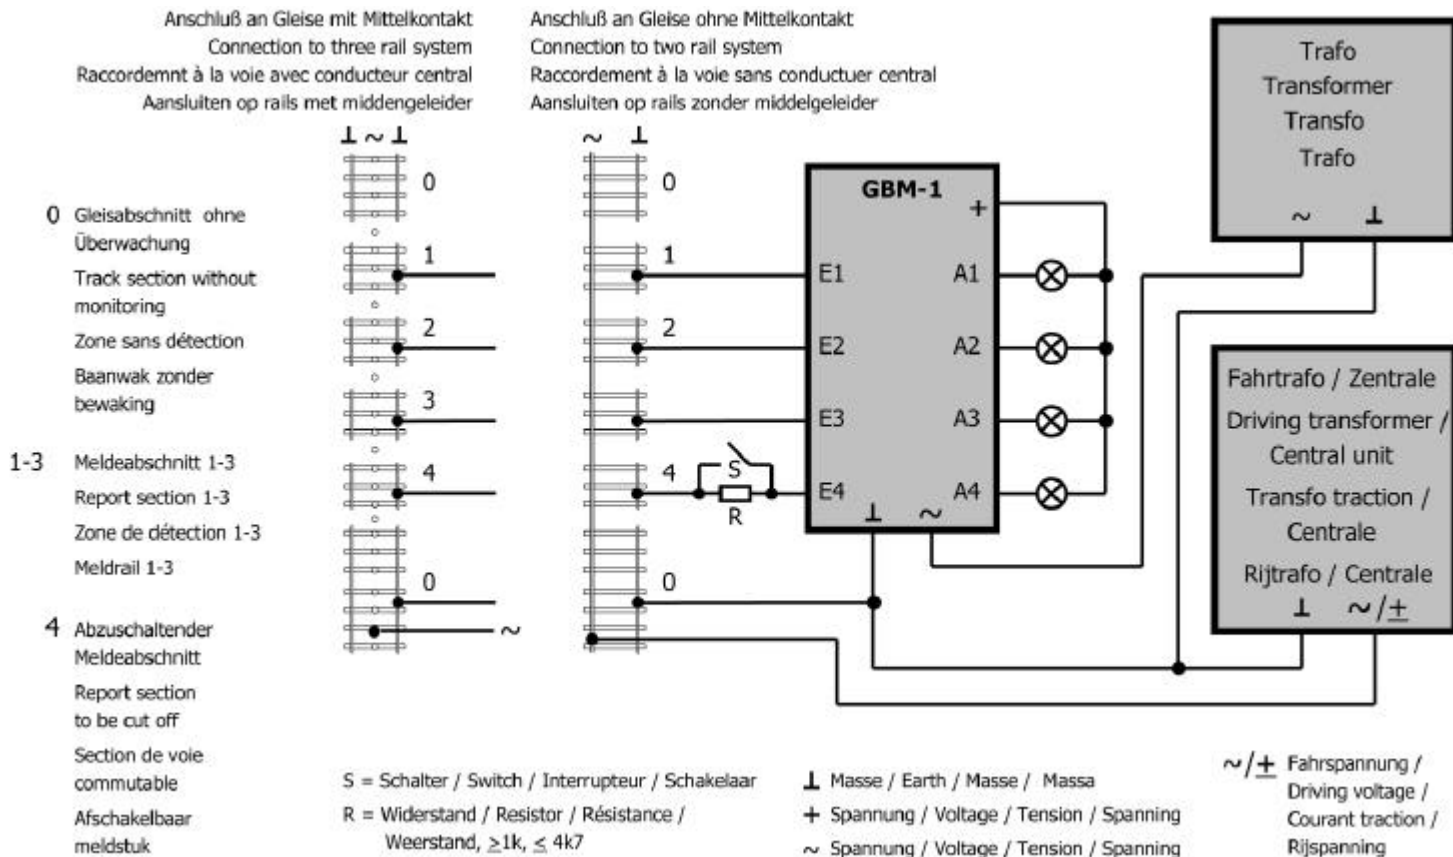 Anschluß an Gleise mit Mittelkontakt
Connection to three rail system
Raccordemnt à la voie avec conducteur central
Aansluiten op rails met middengeleider
Anschluß an Gleise ohne Mittelkontakt
Connection to two rail system
Raccordement à la voie sans conductuer central
Aansluiten op rails zonder middelgeleider
⊥ ~ ⊥
~ ⊥
0
1
2
3
4
0
~
0
1
2
3
4
0
S
R
GBM-1
+
E1
E2
E3
E4
A1
A2
A3
A4
⊥ ~
Trafo
Transformer
Transfo
Trafo
~ ⊥
Fahrtrafo / Zentrale
Driving transformer /
Central unit
Transfo traction /
Centrale
Rijtrafo / Centrale
⊥ ~/±
0 Gleisabschnitt ohne
Überwachung
Track section without
monitoring
Zone sans détection
Baanwak zonder
bewaking
1-3 Meldeabschnitt 1-3
Report section 1-3
Zone de détection 1-3
Meldrail 1-3
4 Abzuschaltender
Meldeabschnitt
Report section
to be cut off
Section de voie
commutable
Afschakelbaar
meldstuk
S = Schalter / Switch / Interrupteur / Schakelaar
R = Widerstand / Resistor / Résistance /
Weerstand, ≥1k, ≤ 4k7
⊥ Masse / Earth / Masse / Massa
+ Spannung / Voltage / Tension / Spanning
~ Spannung / Voltage / Tension / Spanning
~/± Fahrspannung /
Driving voltage /
Courant traction /
Rijspanning